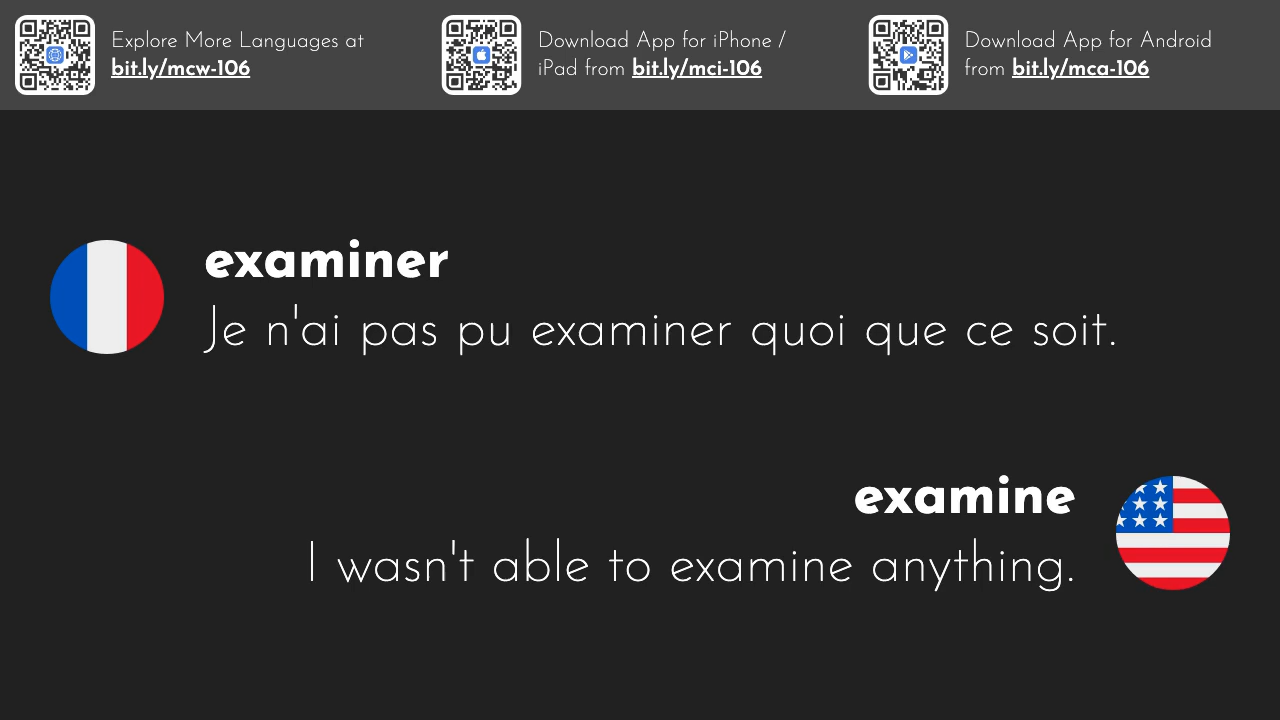 Explore More Languages at
bit.ly/mcw-106
Download App for iPhone /
iPad from bit.ly/mci-106
Download App for Android
from bit.ly/mca-106
examiner
Je n'ai pas pu examiner quoi que ce soit.
examine
I wasn't able to examine anything.